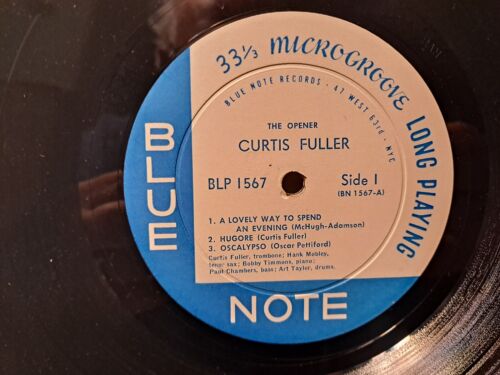 33⅓ MICROGROOVE LONG PLAYING
BLUE NOTE RECORDS · 47 WEST 63rd · NYC
THE OPENER
CURTIS FULLER
BLP 1567
Side 1
(BN 1567-A)
1. A LOVELY WAY TO SPEND
AN EVENING (McHugh-Adamson)
2. HUGORE (Curtis Fuller)
3. OSCALYPSO (Oscar Pettiford)
Curtis Fuller, trombone; Hank Mobley,
tenor sax; Bobby Timmons, piano;
Paul Chambers, bass; Art Taylor, drums.
BLUE
NOTE